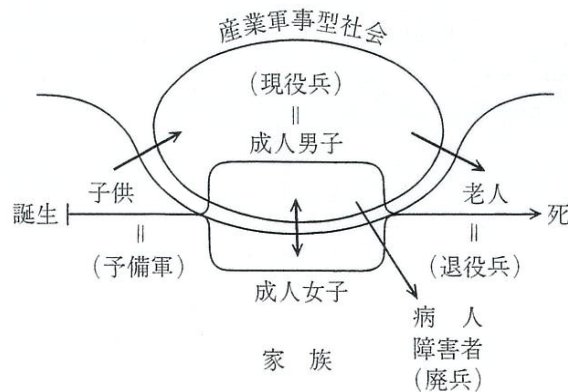 産業軍事型社会
(現役兵)
||
成人男子
子供
老人
誕生
死
||
(予備軍)
||
(退役兵)
成人女子
病人
障害者
(廃兵)
家族